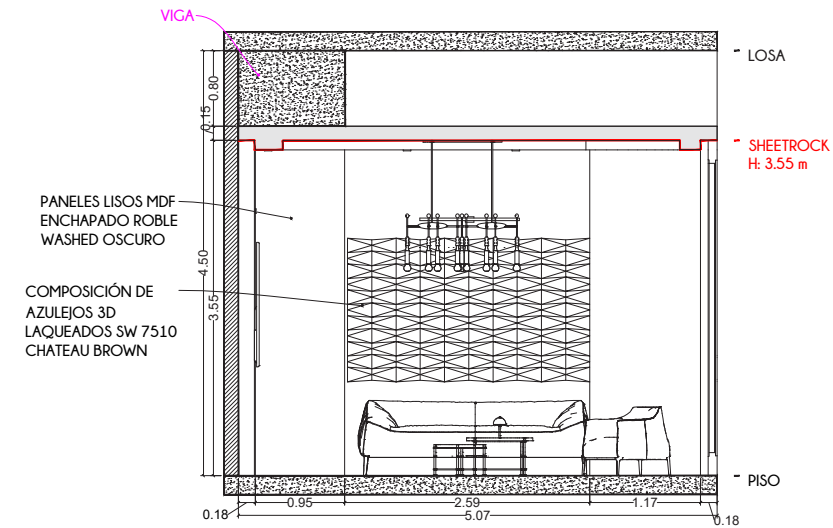 VIGA
LOSA
0.80
0.15
SHEETROCK
H: 3.55 m
PANELES LISOS MDF
ENCHAPADO ROBLE
WASHED OSCURO
4.50
3.55
COMPOSICIÓN DE
AZULEJOS 3D
LAQUEADOS SW 7510
CHATEAU BROWN
PISO
0.18
0.95
2.59
1.17
0.18
5.07